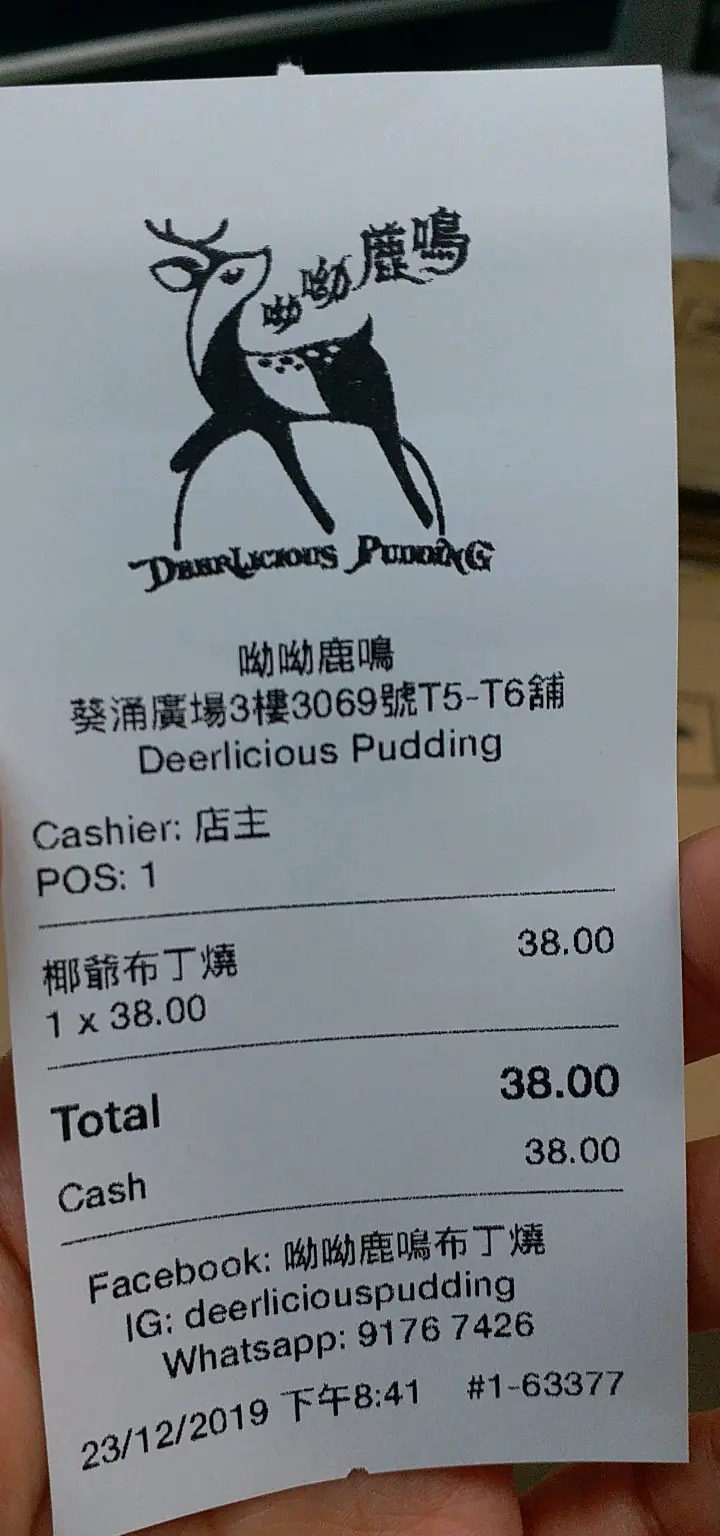 呦呦鹿鳴
DEERLICIOUS PUDDING
呦呦鹿鳴
葵涌廣場3樓3069號T5-T6舖
Deerlicious Pudding
Cashier: 店主
POS: 1
椰爺布丁燒 38.00
1 x 38.00
Total 38.00
Cash 38.00
Facebook: 呦呦鹿鳴布丁燒
IG: deerliciouspudding
Whatsapp: 9176 7426
23/12/2019 下午8:41 #1-63377